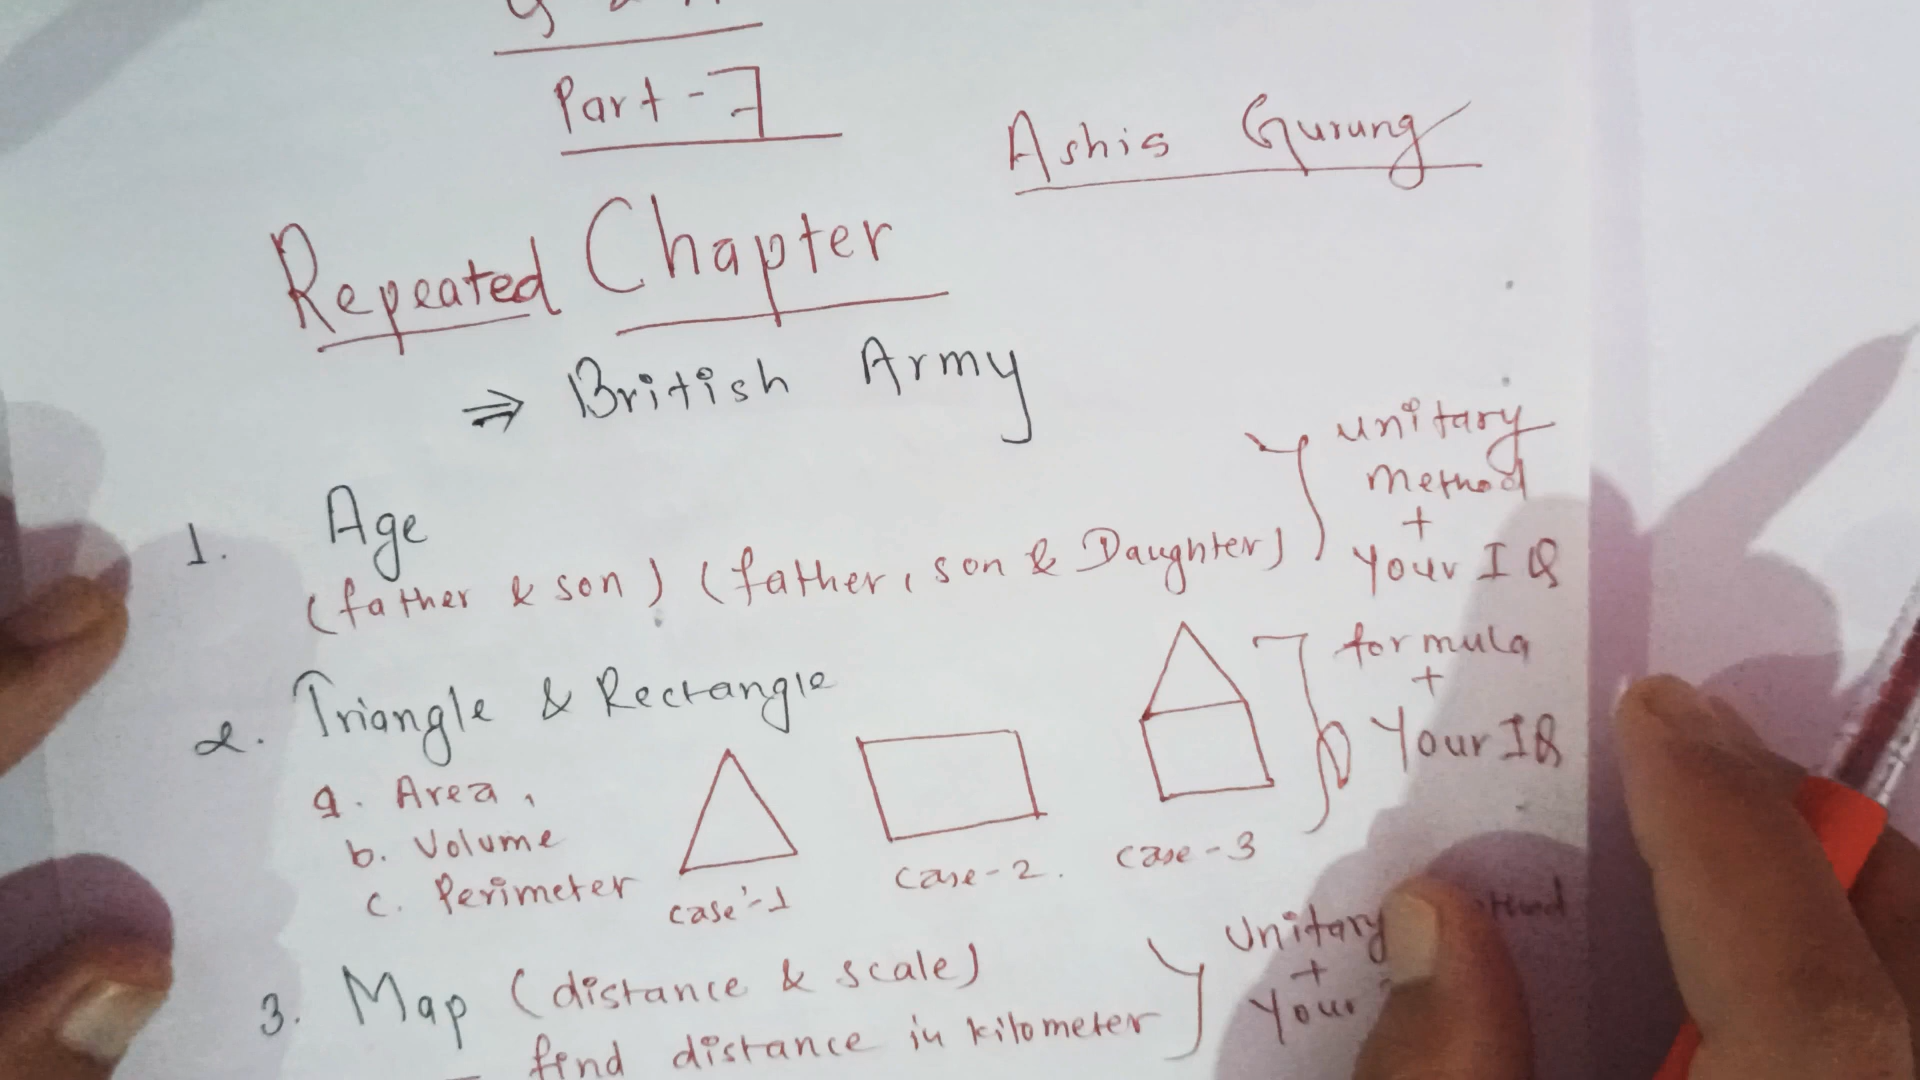 Part-7
Ashis Gurung
Repeated Chapter
⇒ British Army
1. Age
(father & son) (father, son & Daughter)
unitary
method
+
Your IQ
2. Triangle & Rectangle
a. Area,
b. Volume
c. Perimeter
case-1
case-2.
case-3
formula
+
Your IQ
3. Map (distance & scale)
find distance in kilometer
Unitary
+
Your